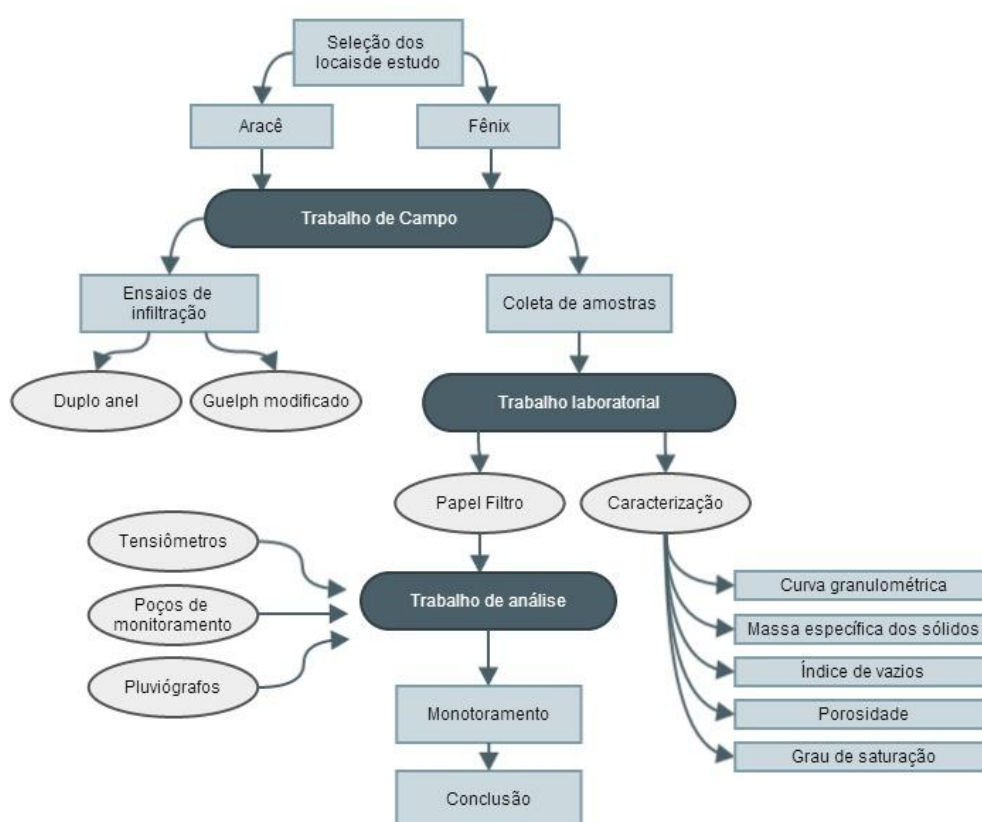 Seleção dos
locaisde estudo
Aracê
Fênix
Trabalho de Campo
Ensaios de
infiltração
Coleta de amostras
Duplo anel
Guelph modificado
Trabalho laboratorial
Papel Filtro
Caracterização
Tensiômetros
Poços de
monitoramento
Pluviógrafos
Trabalho de análise
Curva granulométrica
Massa específica dos sólidos
Índice de vazios
Porosidade
Grau de saturação
Monotoramento
Conclusão